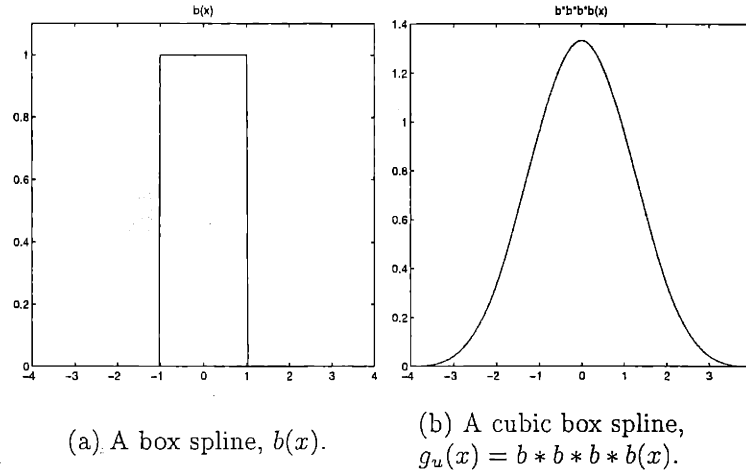 b(x)
1
0.8
0.6
0.4
0.2
0
-4 -3 -2 -1 0 1 2 3 4
(a) A box spline, b(x).
b*b*b*b(x)
1.4
1.2
1
0.8
0.6
0.4
0.2
0
-4 -3 -2 -1 0 1 2 3
(b) A cubic box spline,
g_u(x) = b * b * b * b(x).